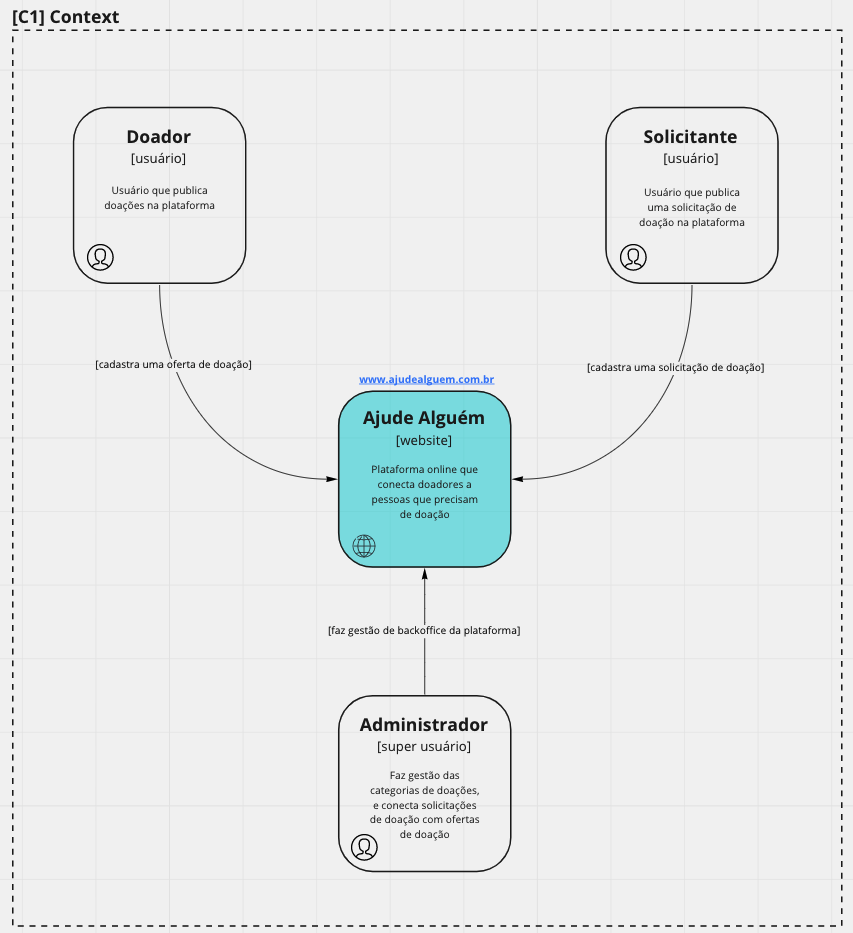 [C1] Context
Doador
[usuário]
Usuário que publica
doações na plataforma
Solicitante
[usuário]
Usuário que publica
uma solicitação de
doação na plataforma
[cadastra uma oferta de doação]
[cadastra uma solicitação de doação]
www.ajudealguem.com.br
Ajude Alguém
[website]
Plataforma online que
conecta doadores a
pessoas que precisam
de doação
[faz gestão de backoffice da plataforma]
Administrador
[super usuário]
Faz gestão das
categorias de doações,
e conecta solicitações
de doação com ofertas
de doação